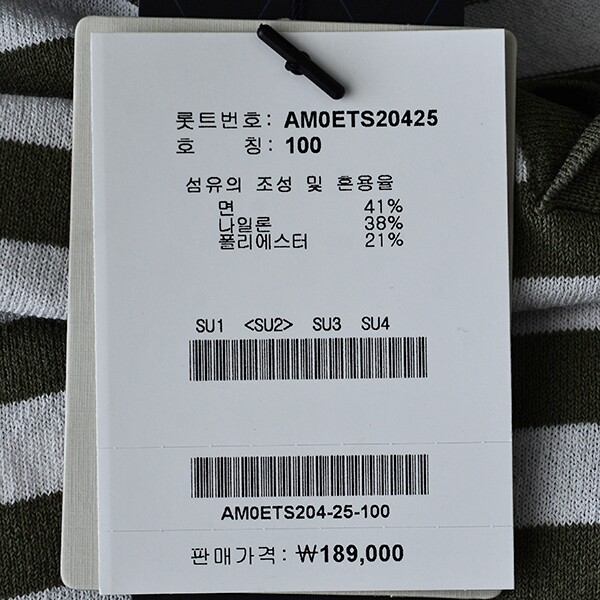 롯트번호: AM0ETS20425
호 칭: 100
섬유의 조성 및 혼용율
면 41%
나일론 38%
폴리에스터 21%
SU1 <SU2> SU3 SU4
AM0ETS204-25-100
판매가격: ₩189,000